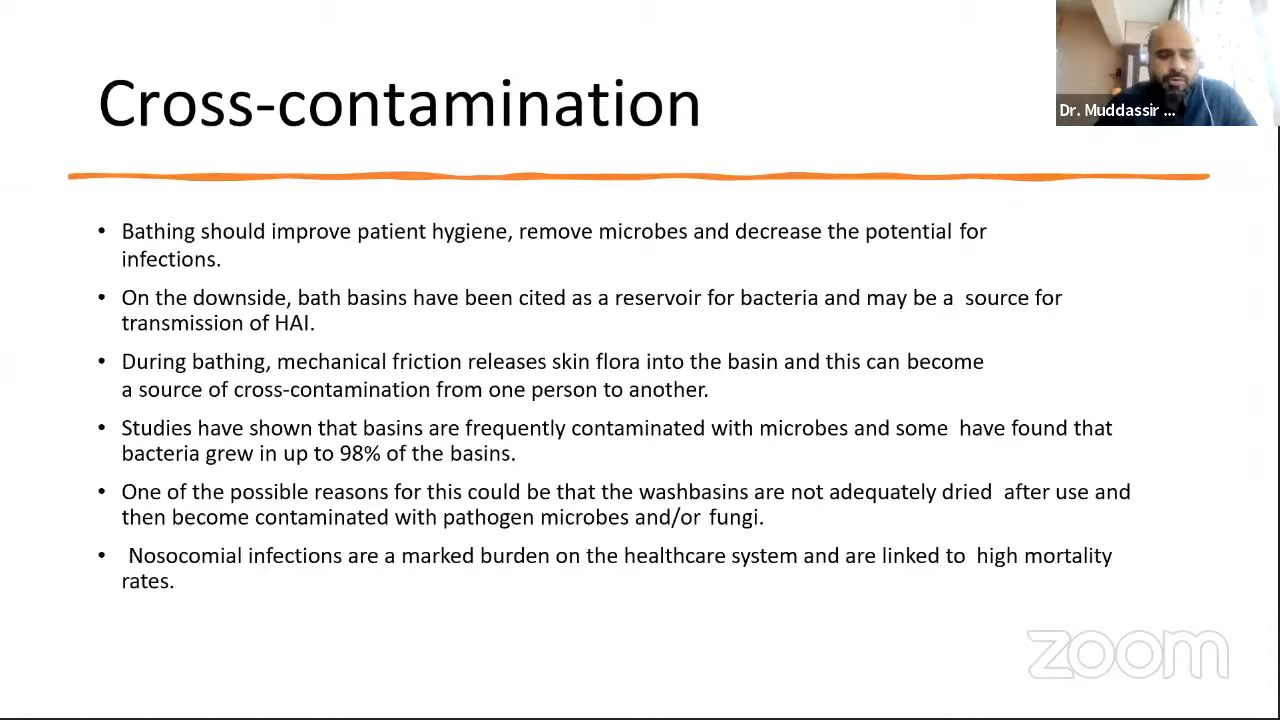 Cross-contamination
Dr. Muddassir ...
• Bathing should improve patient hygiene, remove microbes and decrease the potential for
infections.
• On the downside, bath basins have been cited as a reservoir for bacteria and may be a source for
transmission of HAI.
• During bathing, mechanical friction releases skin flora into the basin and this can become
a source of cross-contamination from one person to another.
• Studies have shown that basins are frequently contaminated with microbes and some have found that
bacteria grew in up to 98% of the basins.
• One of the possible reasons for this could be that the washbasins are not adequately dried after use and
then become contaminated with pathogen microbes and/or fungi.
• Nosocomial infections are a marked burden on the healthcare system and are linked to high mortality
rates.
zoom